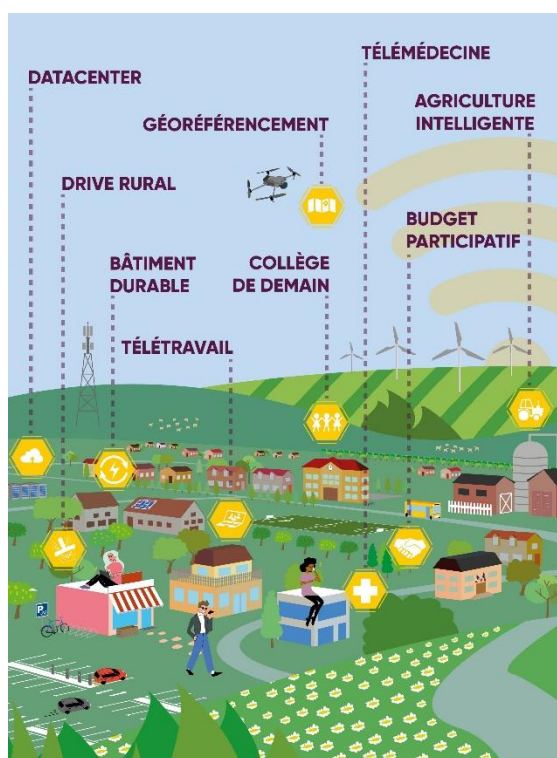 TÉLÉMÉDECINE
DATACENTER
AGRICULTURE
INTELLIGENTE
GÉORÉFÉRENCEMENT
DRIVE RURAL
BUDGET
PARTICIPATIF
BÂTIMENT
DURABLE
COLLÈGE
DE DEMAIN
TÉLÉTRAVAIL
P